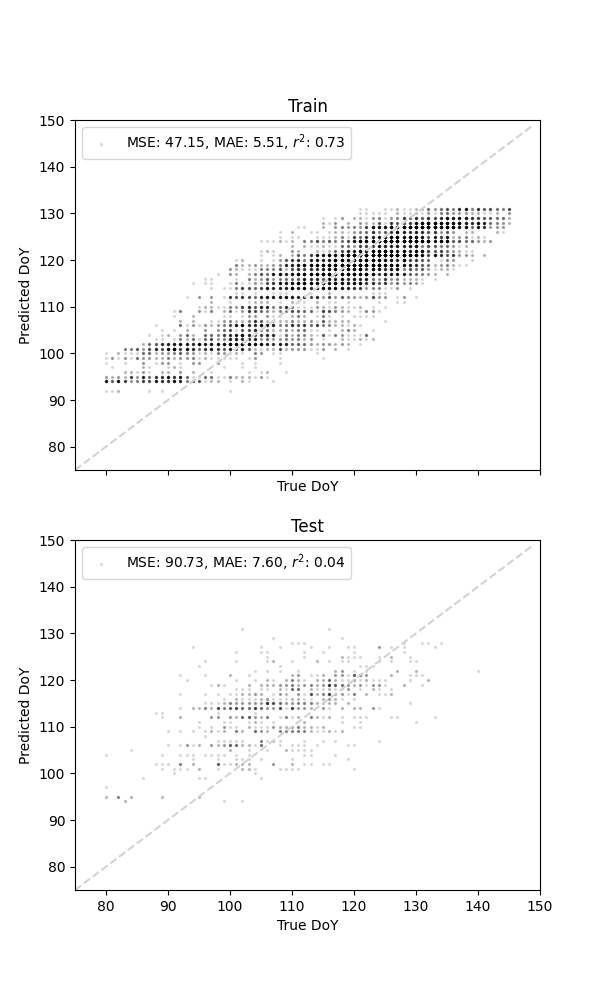 Train
MSE: 47.15, MAE: 5.51, r²: 0.73
150
140
130
120
110
100
90
80
Predicted DoY
True DoY
Test
MSE: 90.73, MAE: 7.60, r²: 0.04
150
140
130
120
110
100
90
80
Predicted DoY
80 90 100 110 120 130 140 150
True DoY